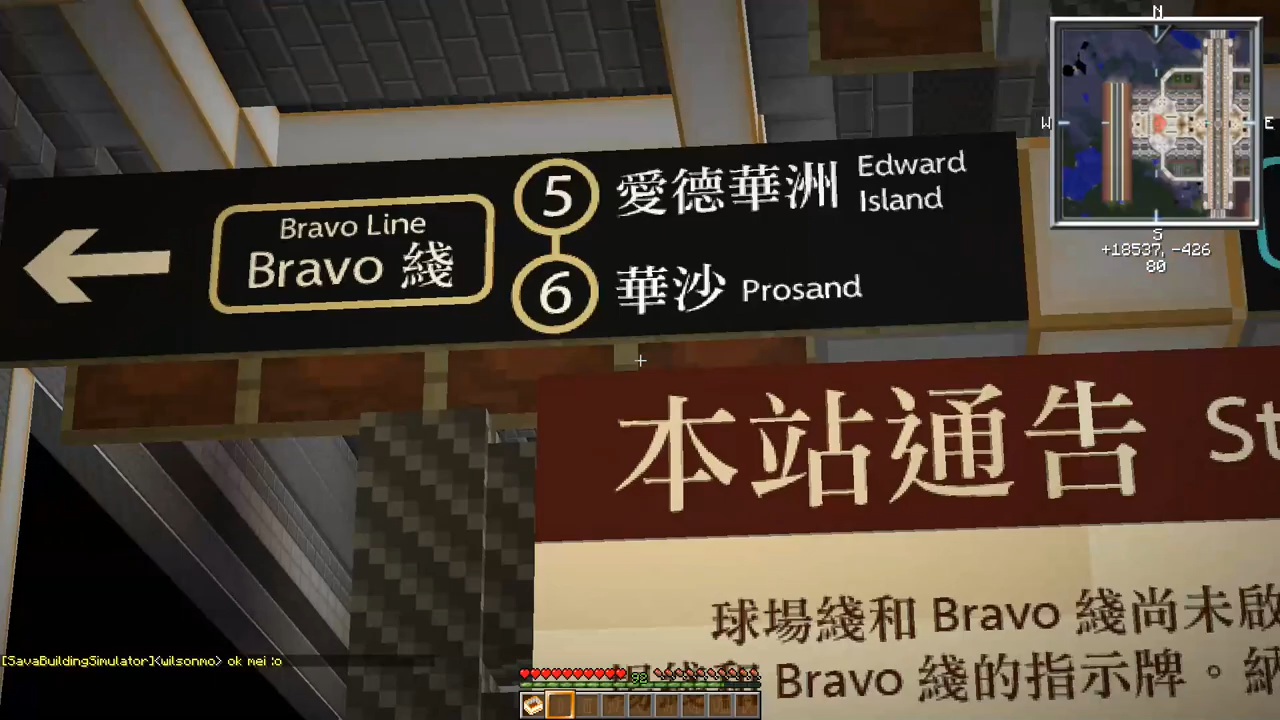 N
W
E
S
+18537, -426
80
Bravo Line
Bravo 綫
5
愛德華洲
Edward
Island
6
華沙
Prosand
本站通告
球場綫和 Bravo 綫尚未啟
Bravo 綫的指示牌。
[SavaBuildingSimulator]<wilsonmo> ok mei :o